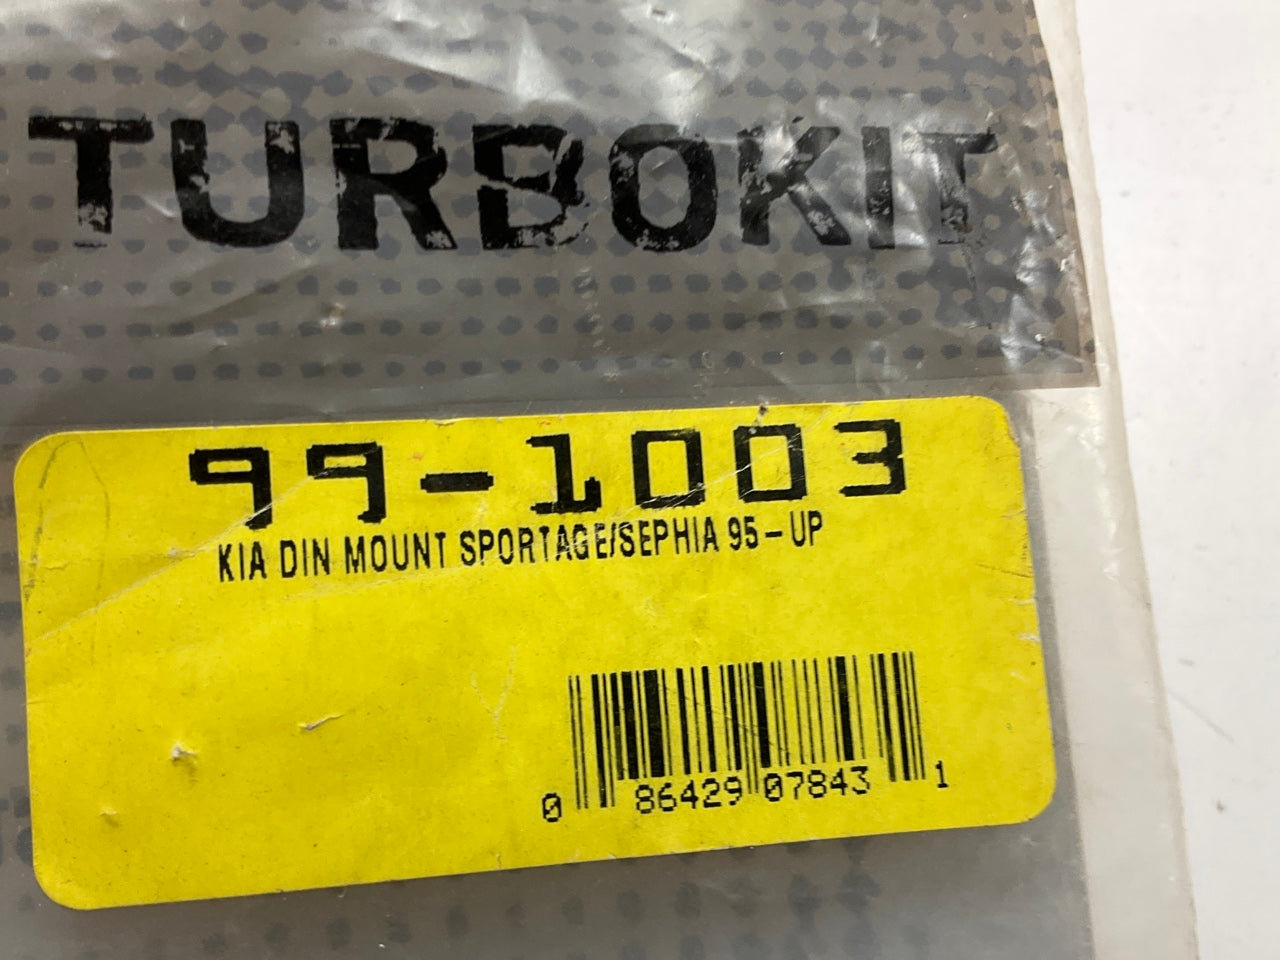 TURBOKIT
99-1003
KIA DIN MOUNT SPORTAGE/SEPHIA 95-UP
0 86429 07843 1